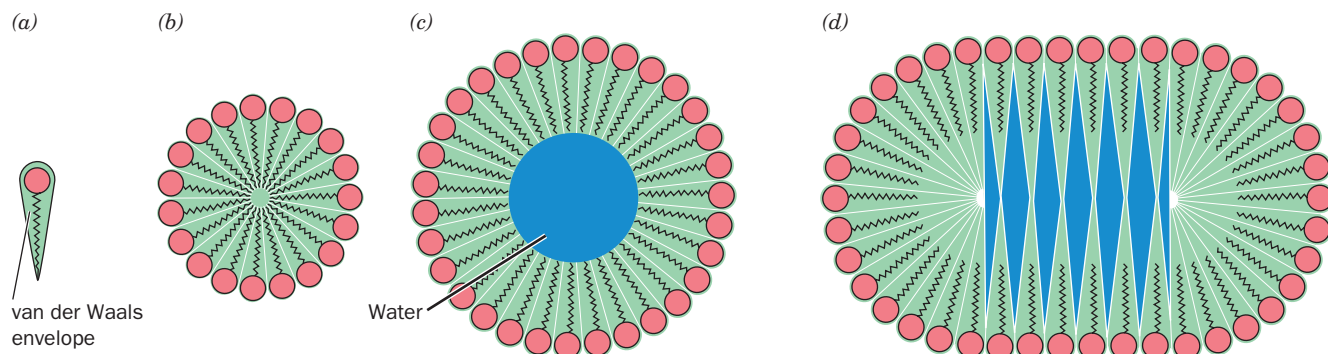 (a)
(b)
(c)
(d)
van der Waals
envelope
Water